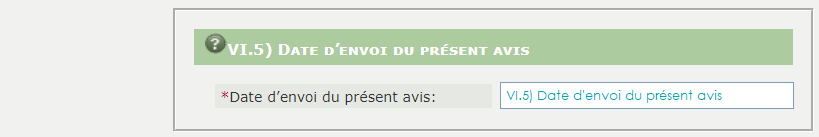 VI.5) Date d’envoi du présent avis
*Date d’envoi du présent avis: VI.5) Date d'envoi du présent avis